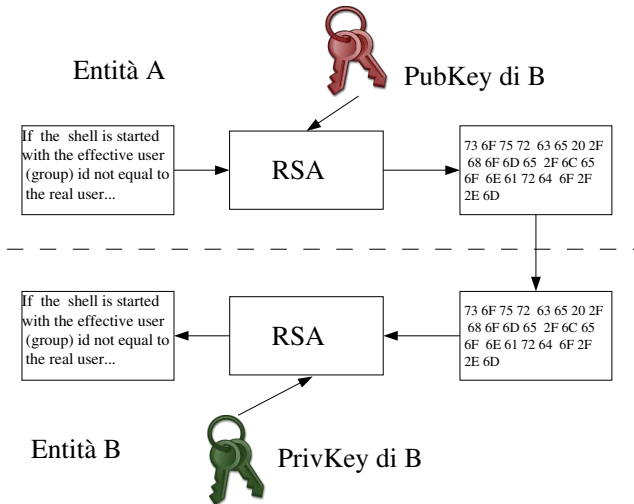 Entità A
PubKey di B
If the shell is started
with the effective user
(group) id not equal to
the real user...
RSA
73 6F 75 72 63 65 20 2F
68 6F 6D 65 2F 6C 65
6F 6E 61 72 64 6F 2F
2E 6D
If the shell is started
with the effective user
(group) id not equal to
the real user...
RSA
73 6F 75 72 63 65 20 2F
68 6F 6D 65 2F 6C 65
6F 6E 61 72 64 6F 2F
2E 6D
Entità B
PrivKey di B